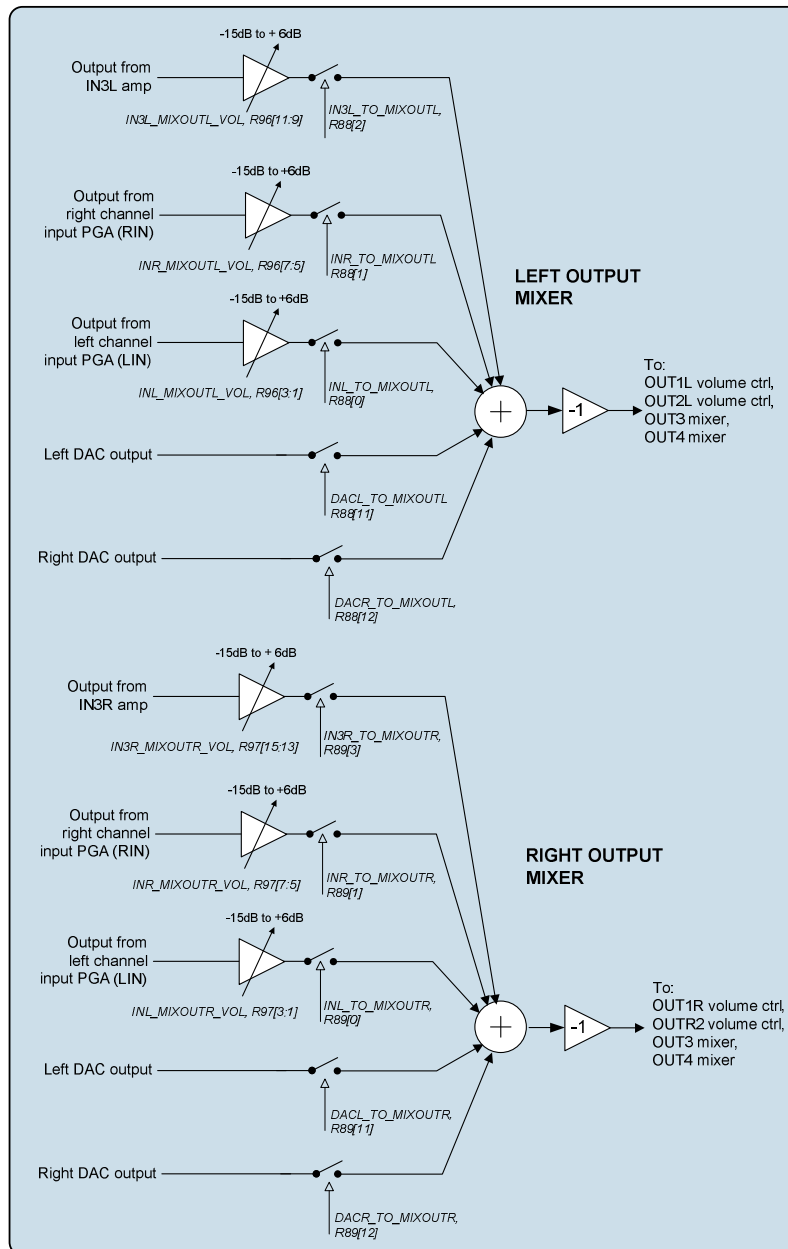 -15dB to + 6dB
Output from
IN3L amp
IN3L_MIXOUTL_VOL, R96[11:9]
IN3L_TO_MIXOUTL,
R88[2]
-15dB to +6dB
Output from
right channel
input PGA (RIN)
INR_MIXOUTL_VOL, R96[7:5]
INR_TO_MIXOUTL
R88[1]
LEFT OUTPUT
MIXER
-15dB to +6dB
Output from
left channel
input PGA (LIN)
INL_MIXOUTL_VOL, R96[3:1]
INL_TO_MIXOUTL,
R88[0]
+
-1
To:
OUT1L volume ctrl,
OUT2L volume ctrl,
OUT3 mixer,
OUT4 mixer
Left DAC output
DACL_TO_MIXOUTL
R88[11]
Right DAC output
DACR_TO_MIXOUTL,
R88[12]
-15dB to + 6dB
Output from
IN3R amp
IN3R_MIXOUTR_VOL, R97[15;13]
IN3R_TO_MIXOUTR,
R89[3]
-15dB to +6dB
Output from
right channel
input PGA (RIN)
INR_MIXOUTR_VOL, R97[7:5]
INR_TO_MIXOUTR,
R89[1]
RIGHT OUTPUT
MIXER
-15dB to +6dB
Output from
left channel
input PGA (LIN)
INL_MIXOUTR_VOL, R97[3;1]
INL_TO_MIXOUTR,
R89[0]
+
-1
To:
OUT1R volume ctrl,
OUTR2 volume ctrl,
OUT3 mixer,
OUT4 mixer
Left DAC output
DACL_TO_MIXOUTR,
R89[11]
Right DAC output
DACR_TO_MIXOUTR,
R89[12]